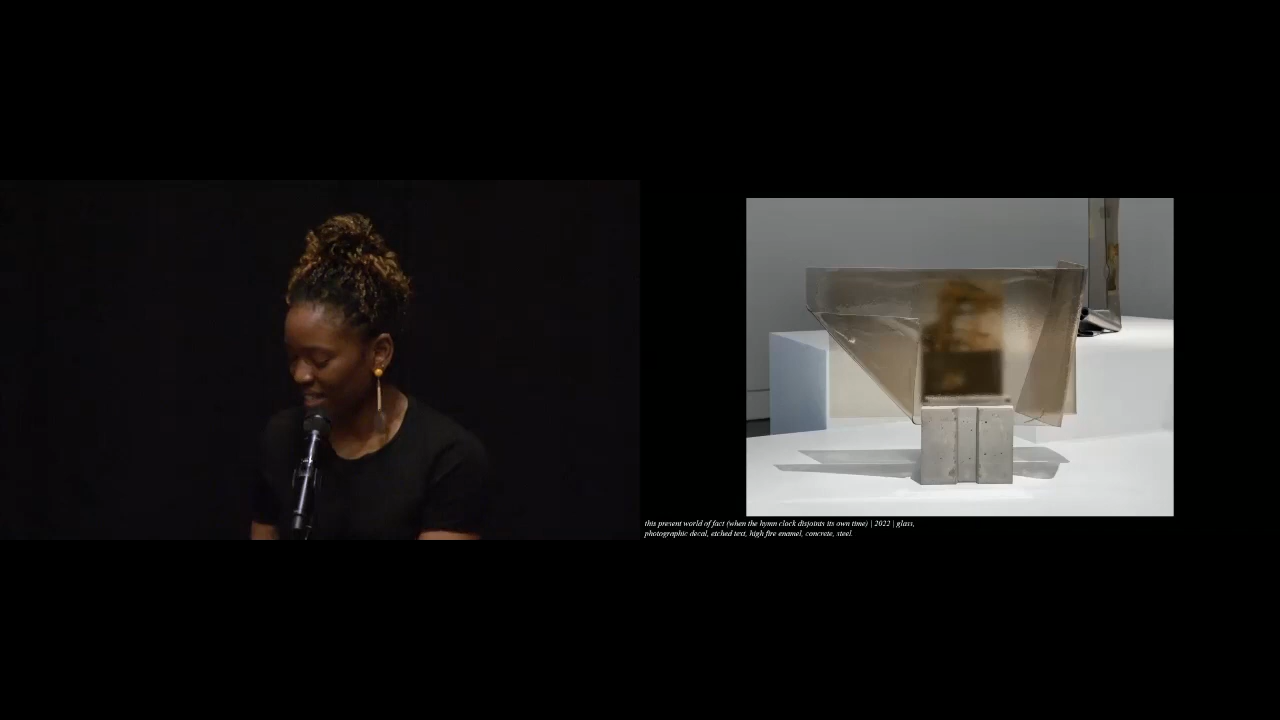 this present world of fact (when the hymn clock disjoints its own time) | 2022 | glass,
photographic decal, etched text, high fire enamel, concrete, steel.